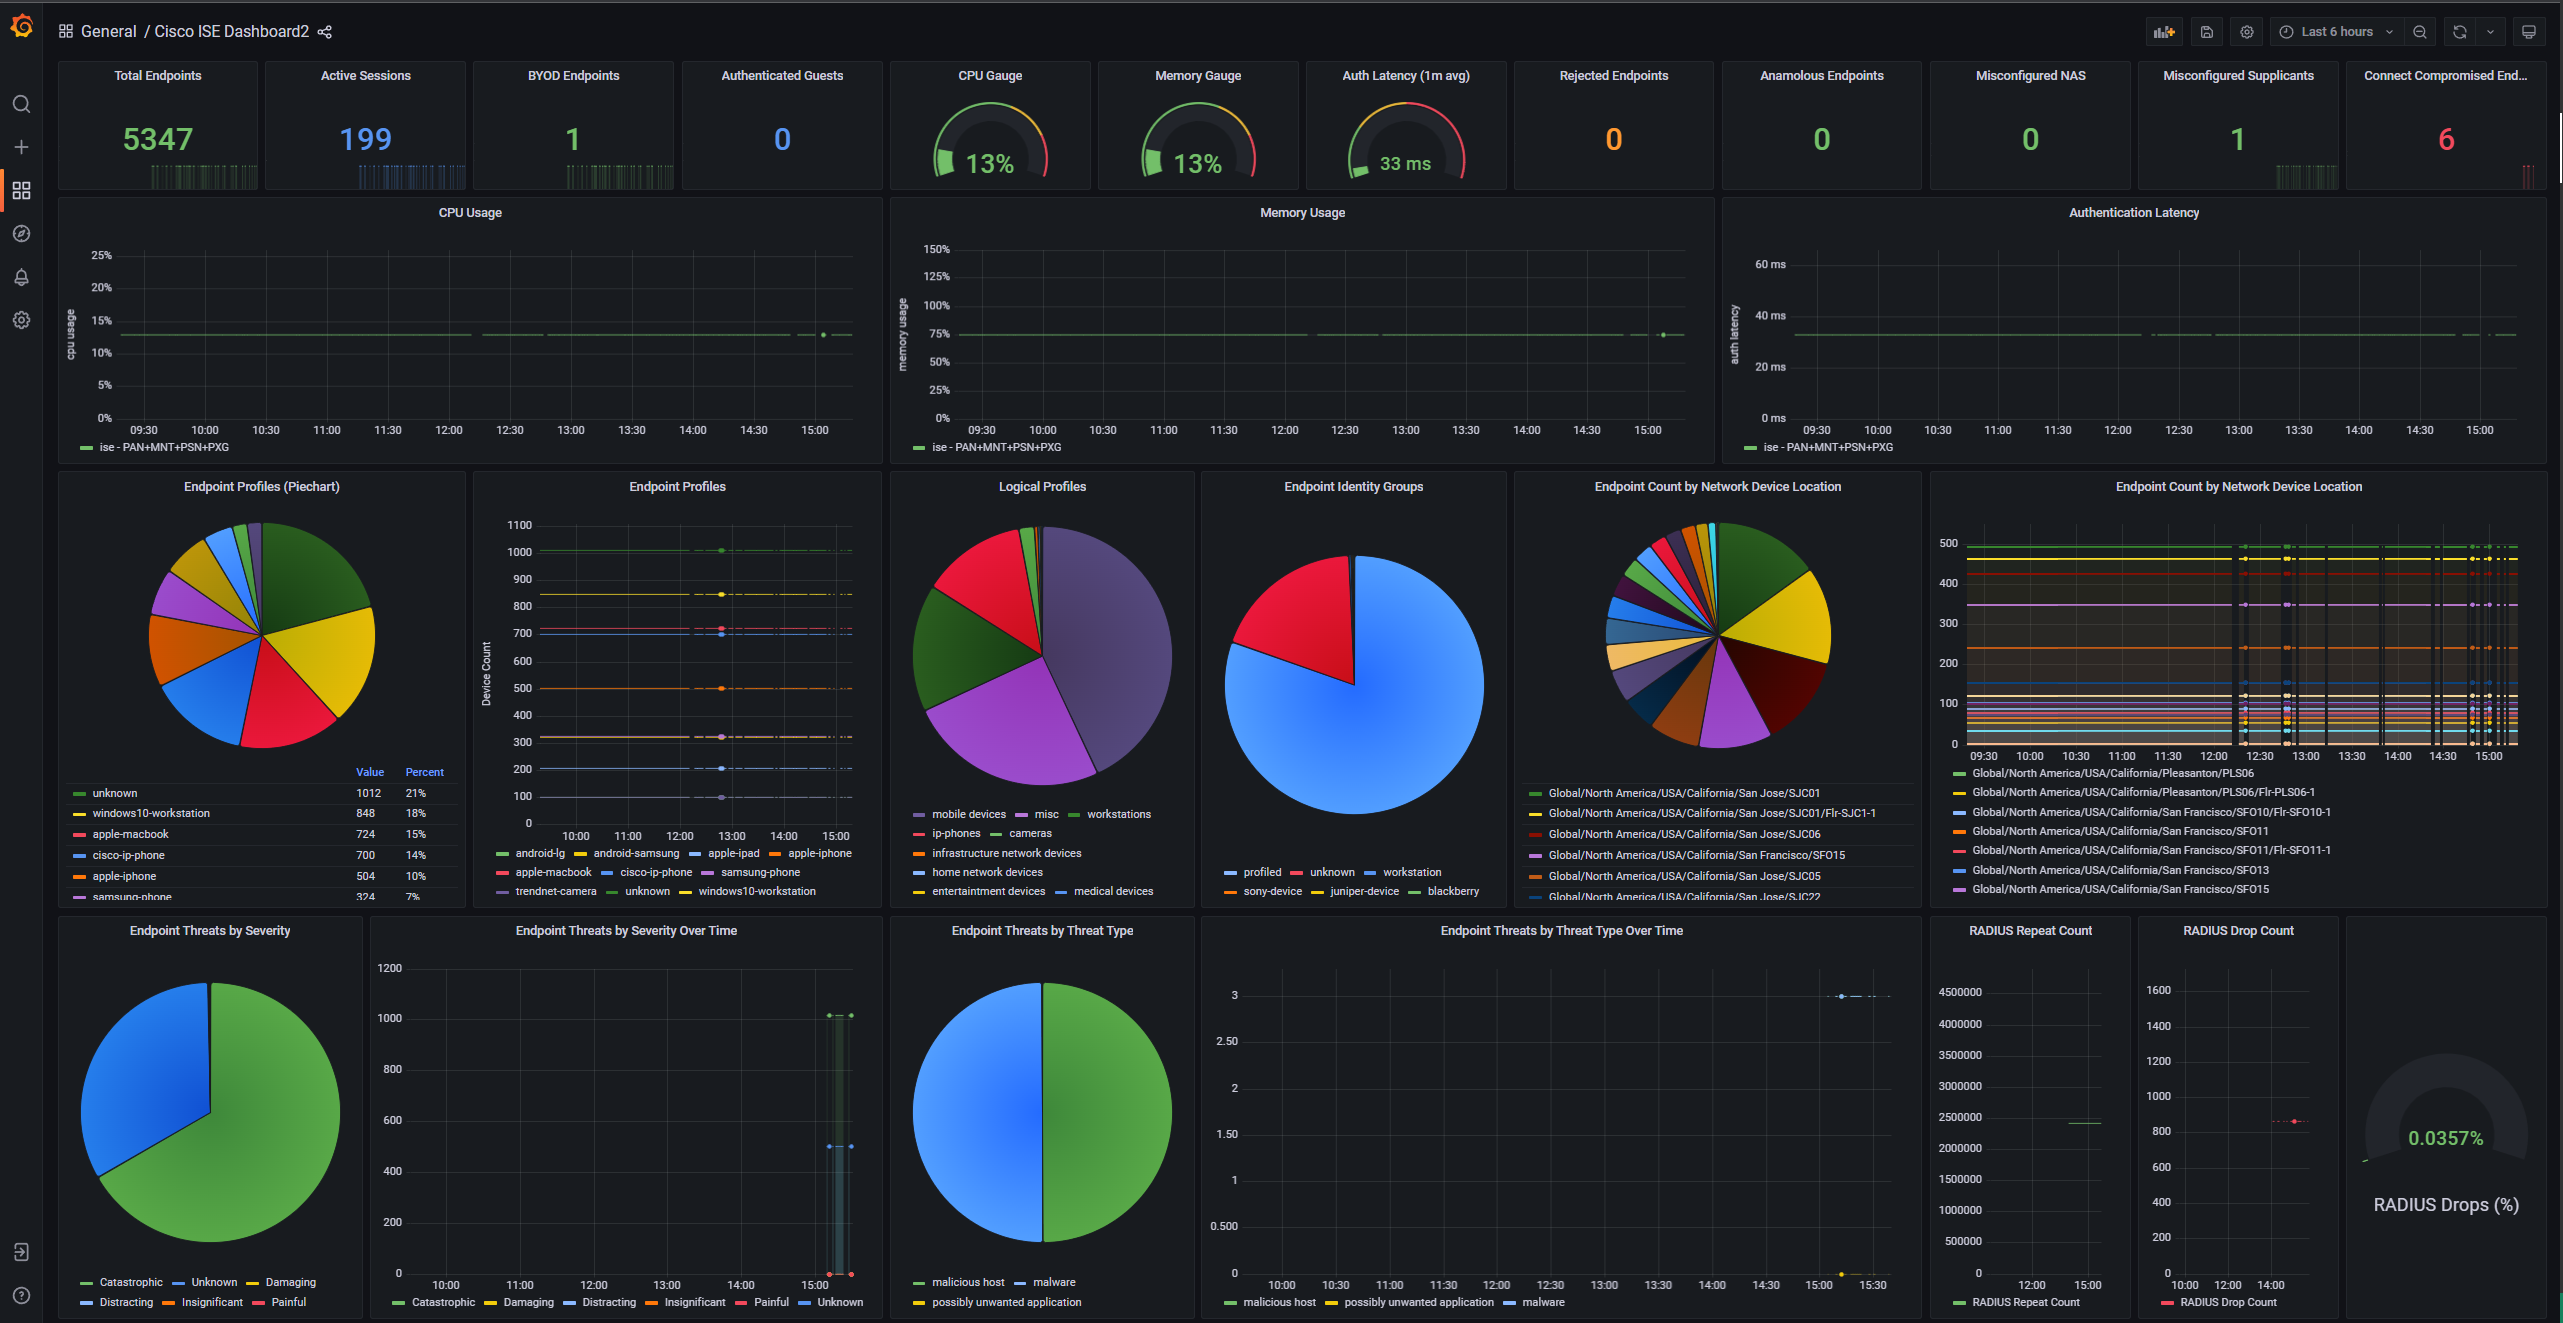 General / Cisco ISE Dashboard2
Last 6 hours
Total Endpoints
5347
Active Sessions
199
BYOD Endpoints
1
Authenticated Guests
0
CPU Gauge
13%
Memory Gauge
13%
Auth Latency (1m avg)
33 ms
Rejected Endpoints
0
Anamolous Endpoints
0
Misconfigured NAS
0
Misconfigured Supplicants
1
Connect Compromised End...
6
CPU Usage
cpu usage
25%
20%
15%
10%
5%
0%
09:30 10:00 10:30 11:00 11:30 12:00 12:30 13:00 13:30 14:00 14:30 15:00
ise - PAN+MNT+PSN+PXG
Memory Usage
memory usage
150%
125%
100%
75%
50%
25%
0%
09:30 10:00 10:30 11:00 11:30 12:00 12:30 13:00 13:30 14:00 14:30 15:00
ise - PAN+MNT+PSN+PXG
Authentication Latency
auth latency
60 ms
40 ms
20 ms
0 ms
09:30 10:00 10:30 11:00 11:30 12:00 12:30 13:00 13:30 14:00 14:30 15:00
ise - PAN+MNT+PSN+PXG
Endpoint Profiles (Piechart)
Value Percent
unknown 1012 21%
windows10-workstation 848 18%
apple-macbook 724 15%
cisco-ip-phone 700 14%
apple-iphone 504 10%
samsung-phone 324 7%
Endpoint Profiles
Device Count
1100
1000
900
800
700
600
500
400
300
200
100
0
10:00 11:00 12:00 13:00 14:00 15:00
android-lg android-samsung apple-ipad apple-iphone
apple-macbook cisco-ip-phone samsung-phone
trendnet-camera unknown windows10-workstation
Logical Profiles
mobile devices misc workstations
ip-phones cameras
infrastructure network devices
home network devices
entertaintment devices medical devices
Endpoint Identity Groups
profiled unknown workstation
sony-device juniper-device blackberry
Endpoint Count by Network Device Location
Global/North America/USA/California/San Jose/SJC01
Global/North America/USA/California/San Jose/SJC01/Flr-SJC1-1
Global/North America/USA/California/San Jose/SJC06
Global/North America/USA/California/San Francisco/SFO15
Global/North America/USA/California/San Jose/SJC05
Global/North America/USA/California/San Jose/SJC22
Endpoint Count by Network Device Location
500
400
300
200
100
0
09:30 10:00 10:30 11:00 11:30 12:00 12:30 13:00 13:30 14:00 14:30 15:00
Global/North America/USA/California/Pleasanton/PLS06
Global/North America/USA/California/Pleasanton/PLS06/Flr-PLS06-1
Global/North America/USA/California/San Francisco/SFO10/Flr-SFO10-1
Global/North America/USA/California/San Francisco/SFO11
Global/North America/USA/California/San Francisco/SFO11/Flr-SFO11-1
Global/North America/USA/California/San Francisco/SFO13
Global/North America/USA/California/San Francisco/SFO15
Endpoint Threats by Severity
Catastrophic Unknown Damaging
Distracting Insignificant Painful
Endpoint Threats by Severity Over Time
1200
1000
800
600
400
200
0
10:00 11:00 12:00 13:00 14:00 15:00
Catastrophic Damaging Distracting Insignificant Painful Unknown
Endpoint Threats by Threat Type
malicious host malware
possibly unwanted application
Endpoint Threats by Threat Type Over Time
3
2.50
2
1.50
1
0.500
0
10:00 10:30 11:00 11:30 12:00 12:30 13:00 13:30 14:00 14:30 15:00 15:30
malicious host possibly unwanted application malware
RADIUS Repeat Count
4500000
4000000
3500000
3000000
2500000
2000000
1500000
1000000
500000
0
12:00 15:00
RADIUS Repeat Count
RADIUS Drop Count
1600
1400
1200
1000
800
600
400
200
0
10:00 12:00 14:00
RADIUS Drop Count
0.0357%
RADIUS Drops (%)